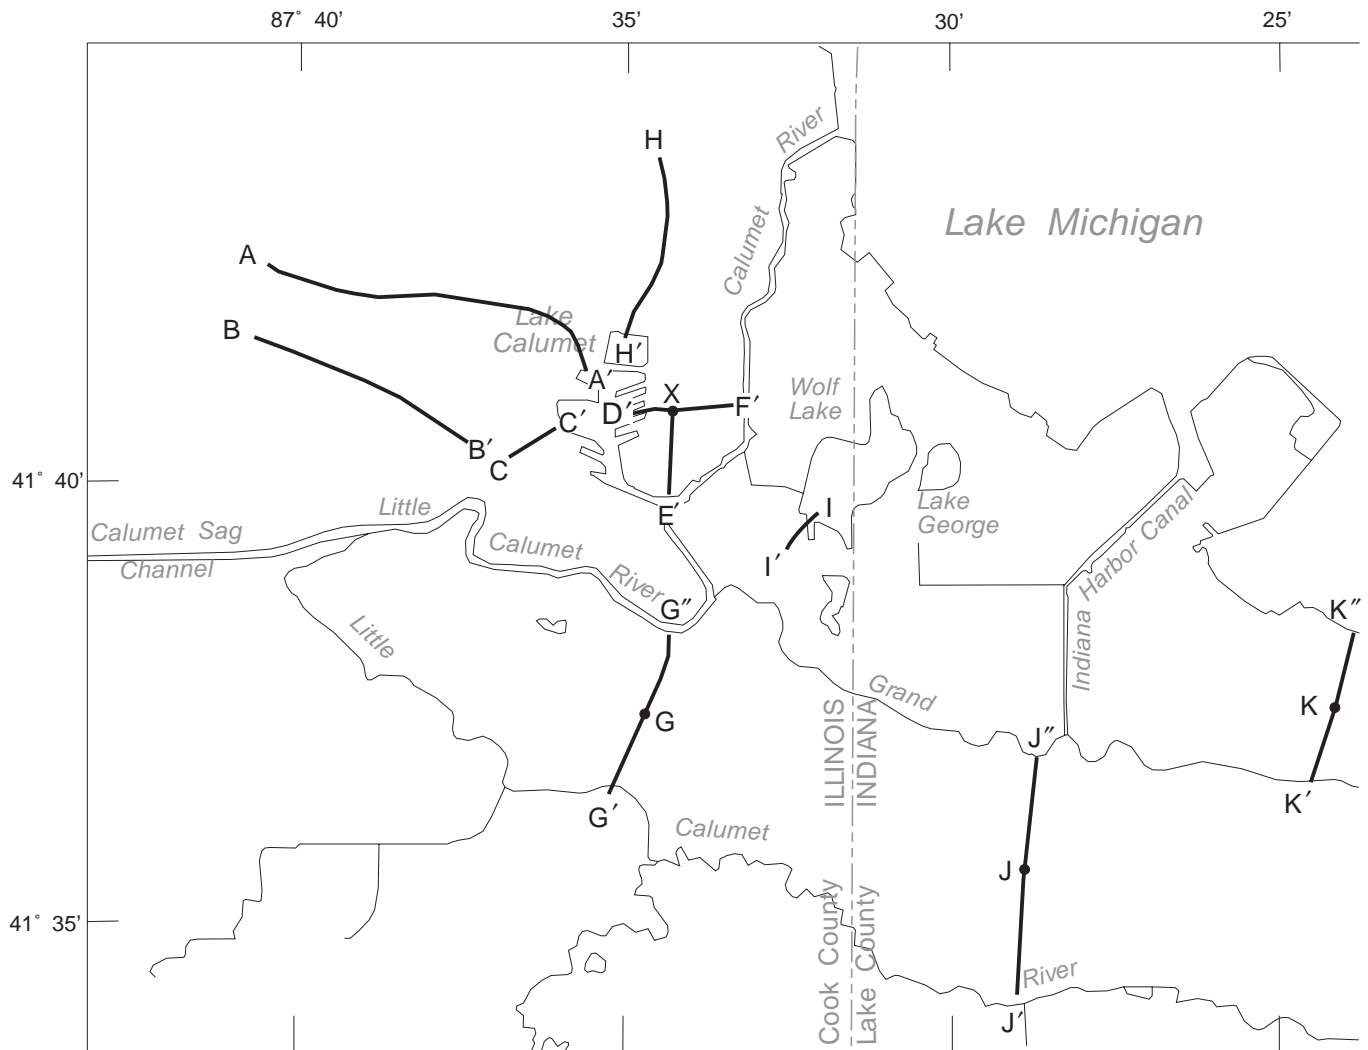 87° 40′ 35′ 30′ 25′
H
River
Lake Michigan
Calumet
A
B
Lake
Calumet
H′
A′
X
D′
F′
C′
Wolf
Lake
B′
C
41° 40′
Little
E′
I
Lake
George
Calumet Sag
Channel
Calumet
River
I′
Indiana Harbor Canal
G″
K″
Little
Grand
G
K
J″
ILLINOIS
INDIANA
G′
K′
Calumet
J
41° 35′
Cook County
Lake County
River
J′